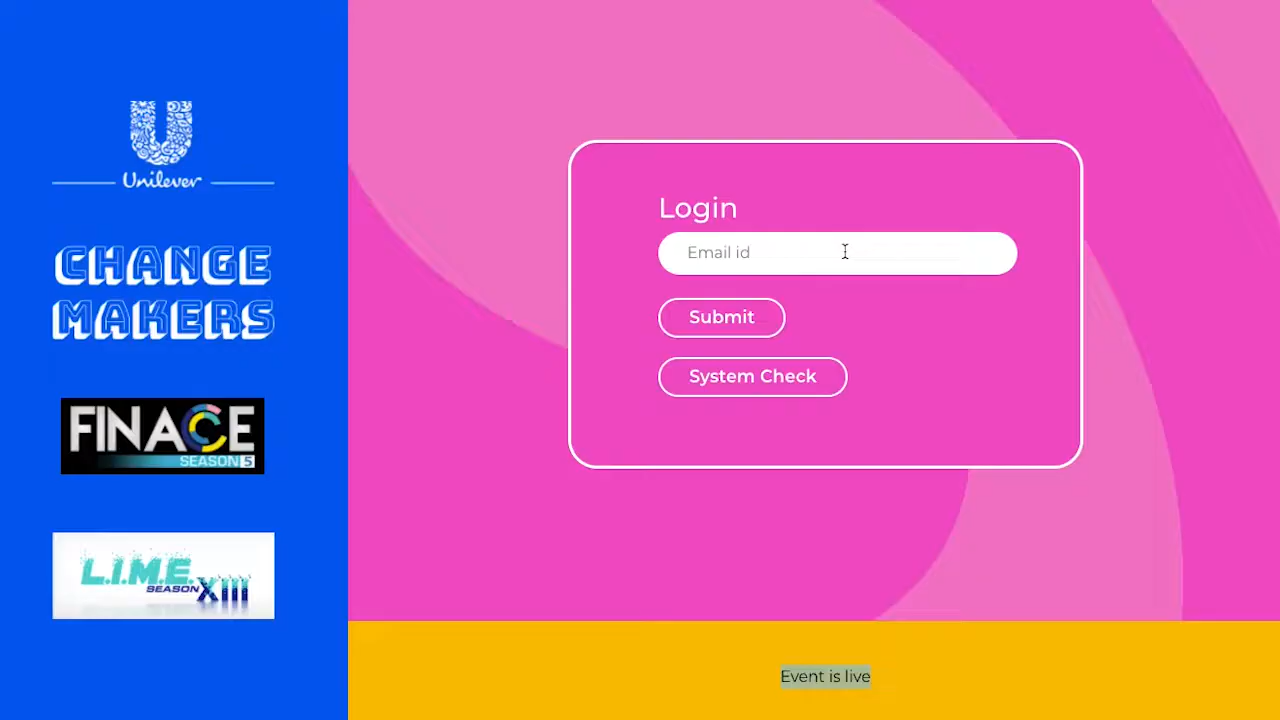 Unilever
CHANGE
MAKERS
FINACE
SEASON 5
L.I.M.E.
SEASON XIII
Login
Email id
Submit
System Check
Event is live